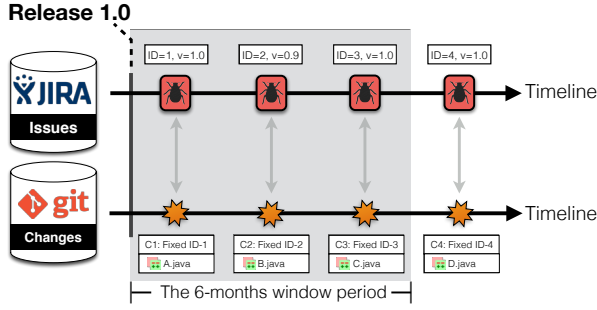 Release 1.0
ID=1, v=1.0
ID=2, v=0.9
ID=3, v=1.0
ID=4, v=1.0
JIRA
Issues
Timeline
git
Changes
Timeline
C1: Fixed ID-1
A.java
C2: Fixed ID-2
B.java
C3: Fixed ID-3
C.java
C4: Fixed ID-4
D.java
The 6-months window period